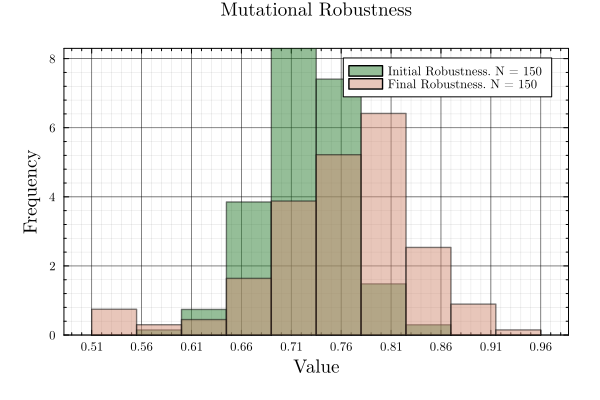 Mutational Robustness
Initial Robustness. N = 150
Final Robustness. N = 150
Frequency
8
6
4
2
0
0.51 0.56 0.61 0.66 0.71 0.76 0.81 0.86 0.91 0.96
Value